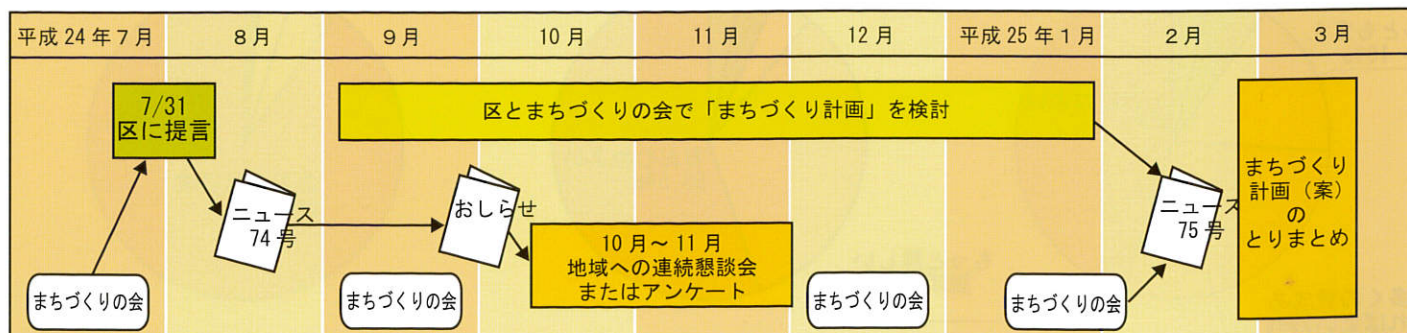 平成24年7月 8月 9月 10月 11月 12月 平成25年1月 2月 3月
7/31
区に提言
区とまちづくりの会で「まちづくり計画」を検討
ニュース
74号
おしらせ
10月～11月
地域への連続懇談会
またはアンケート
ニュース
75号
まちづくり
計画（案）
の
とりまとめ
まちづくりの会
まちづくりの会
まちづくりの会
まちづくりの会